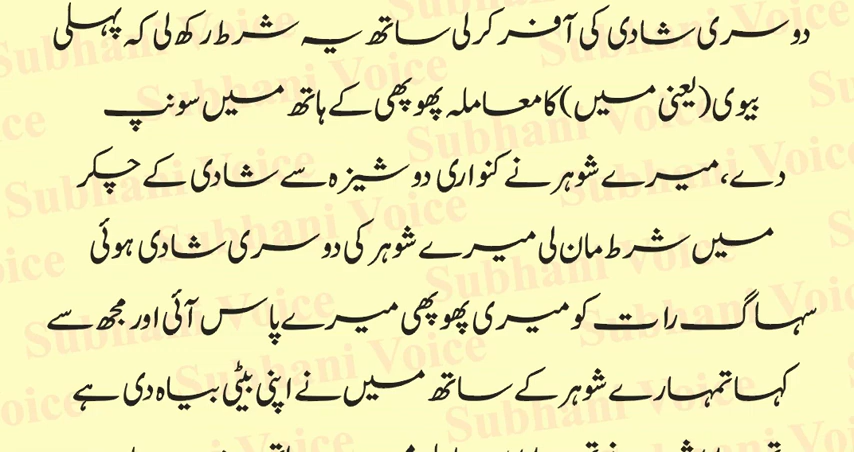 دوسری شادی کی آفر کرلی ساتھ یہ شرط رکھ لی کہ پہلی
بیوی (یعنی میں) کا معاملہ پھوپھی کے ہاتھ میں سونپ
دے، میرے شوہر نے کنواری دوشیزہ سے شادی کے چکر
میں شرط مان لی میرے شوہر کی دوسری شادی ہوئی
سہاگ رات کو میری پھوپھی میرے پاس آئی اور مجھ سے
کہا تمہارے شوہر کے ساتھ میں نے اپنی بیٹی بیاہ دی ہے
Subhani Voice